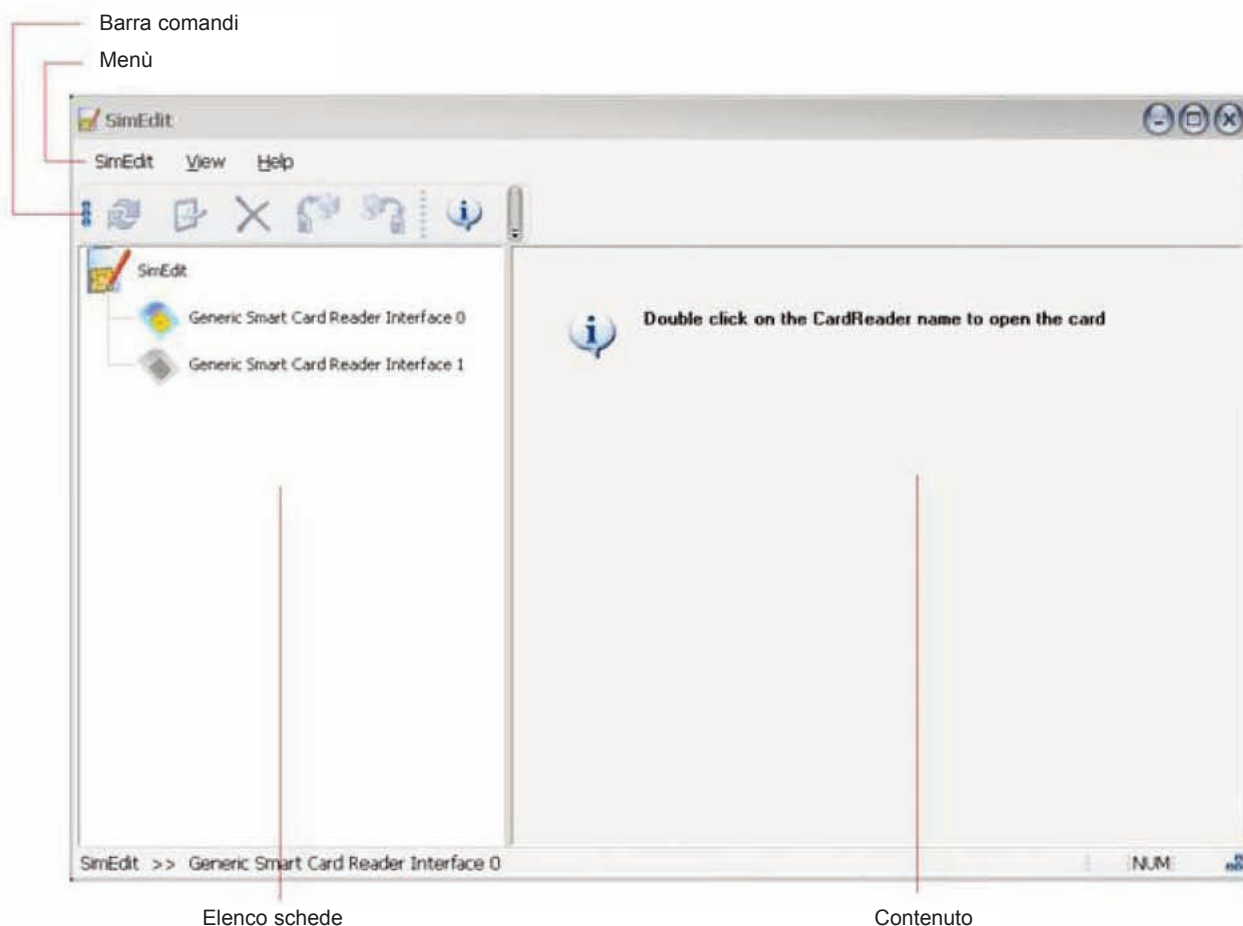 Barra comandi
Menù
SimEdit
SimEdit View Help
SimEdit
Generic Smart Card Reader Interface 0
Generic Smart Card Reader Interface 1
Double click on the CardReader name to open the card
SimEdit >> Generic Smart Card Reader Interface 0
NUM
Elenco schede
Contenuto